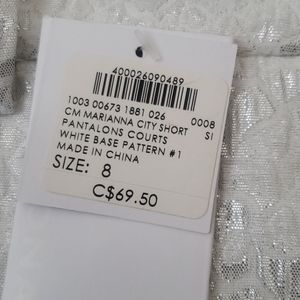 400026090489
1003 00673 1881 026 0008
CM MARIANNA CITY SHORT SI
PANTALONS COURTS
WHITE BASE PATTERN #1
MADE IN CHINA
SIZE: 8
C$69.50